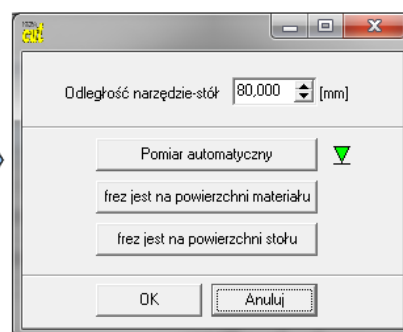 Odległość narzędzie-stół 80,000 [mm]
Pomiar automatyczny
frez jest na powierzchni materiału
frez jest na powierzchni stołu
OK Anuluj